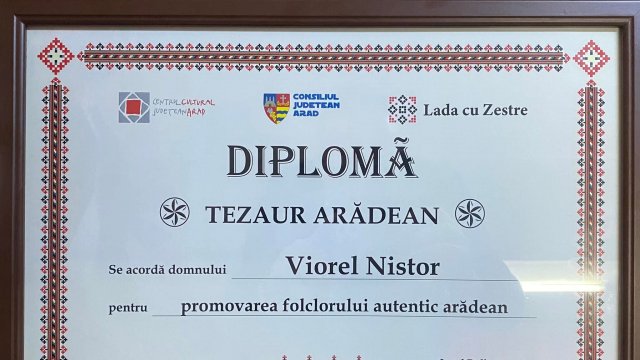 CENTRUL CULTURAL
JUDEȚEAN ARAD
CONSILIUL
JUDEȚEAN
ARAD
Lada cu Zestre
DIPLOMÃ
TEZAUR ARĂDEAN
Se acordă domnului Viorel Nistor
pentru promovarea folclorului autentic arădean